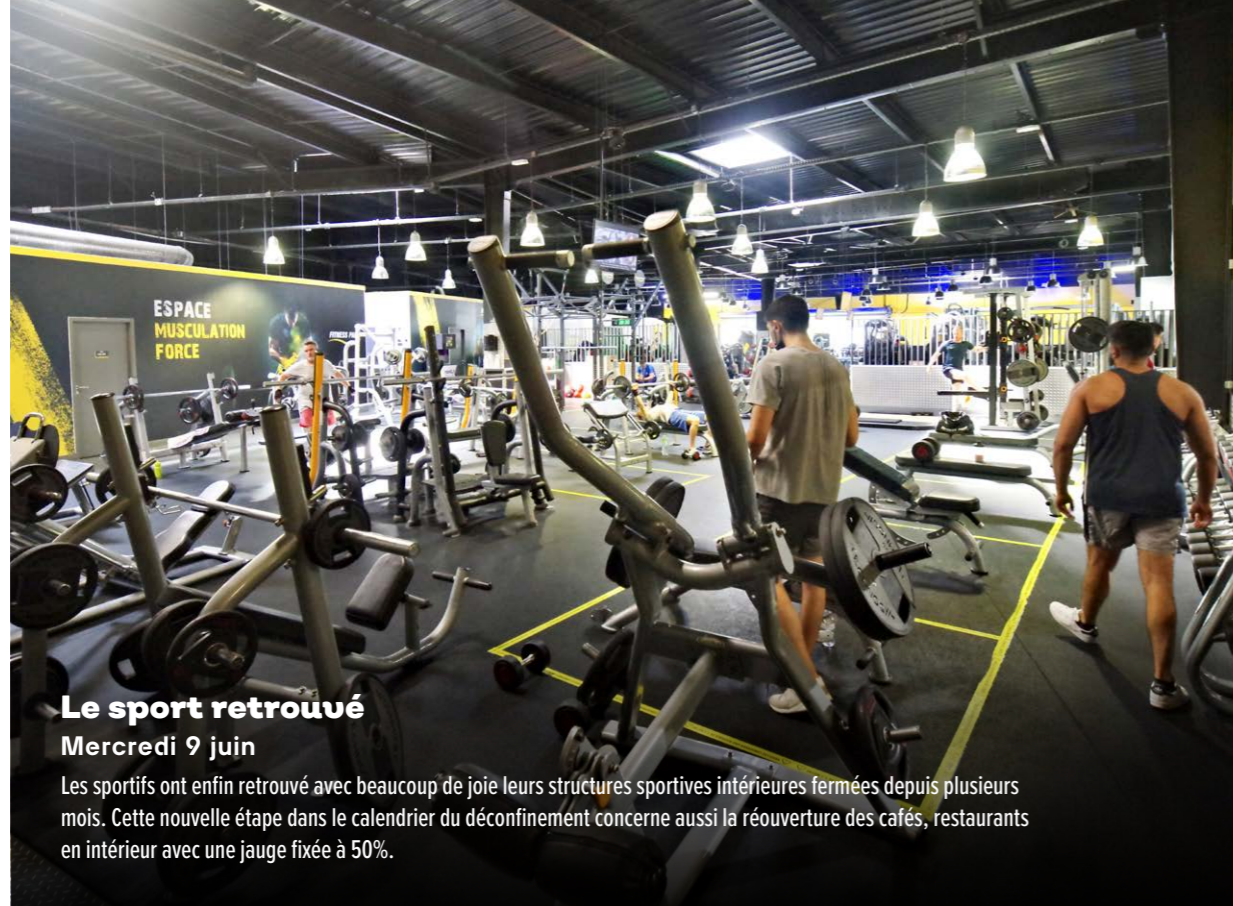 ESPACE
MUSCULATION
FORCE
Le sport retrouvé
Mercredi 9 juin
Les sportifs ont enfin retrouvé avec beaucoup de joie leurs structures sportives intérieures fermées depuis plusieurs
mois. Cette nouvelle étape dans le calendrier du déconfinement concerne aussi la réouverture des cafés, restaurants
en intérieur avec une jauge fixée à 50%.